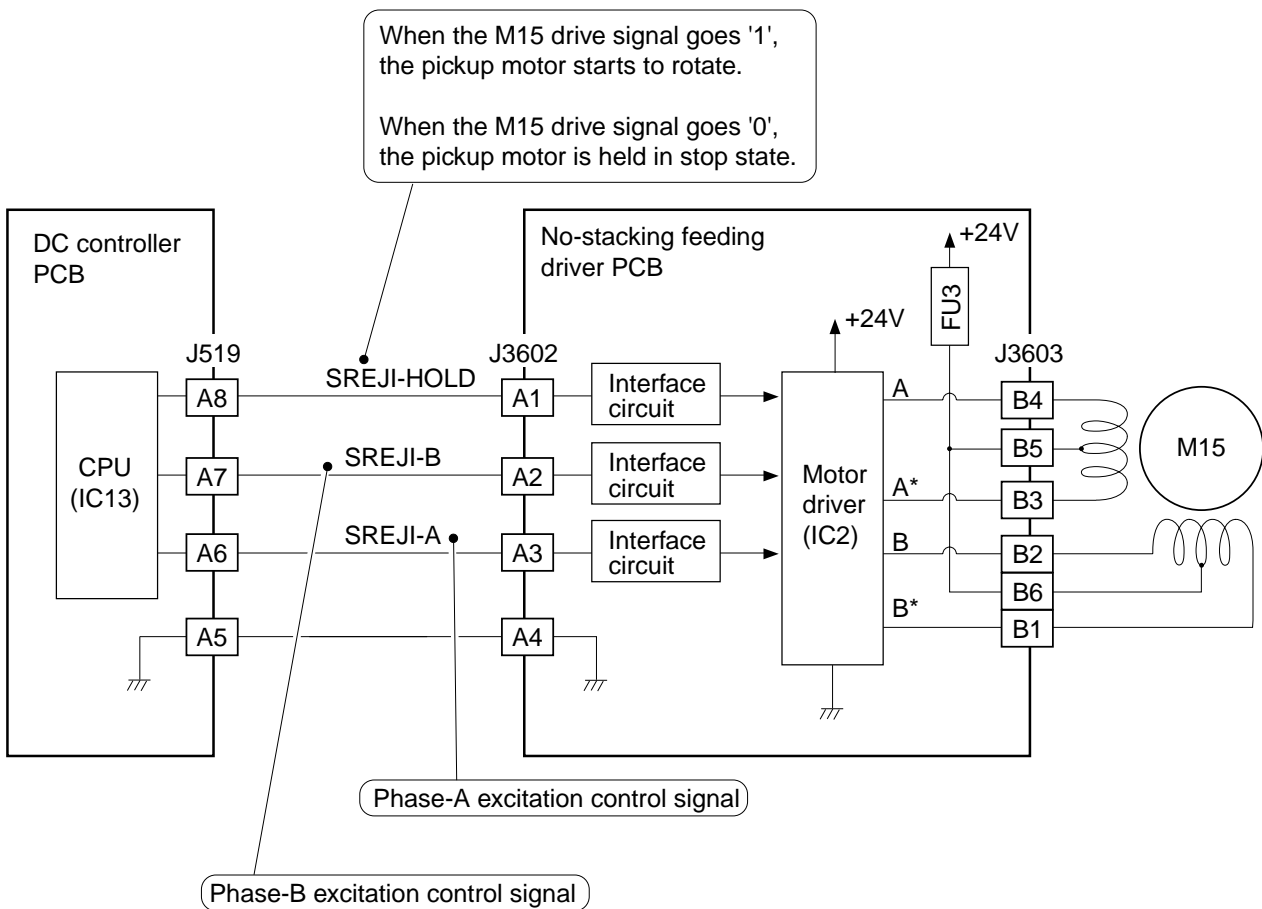 When the M15 drive signal goes '1',
the pickup motor starts to rotate.
When the M15 drive signal goes '0',
the pickup motor is held in stop state.
DC controller
PCB
No-stacking feeding
driver PCB
+24V
FU3
+24V
J519
J3602
J3603
CPU
(IC13)
A8
SREJI-HOLD
A1
Interface
circuit
A7
SREJI-B
A2
Interface
circuit
A6
SREJI-A
A3
Interface
circuit
A5
A4
Motor
driver
(IC2)
A
B4
B5
A*
B3
B
B2
B6
B*
B1
M15
Phase-A excitation control signal
Phase-B excitation control signal